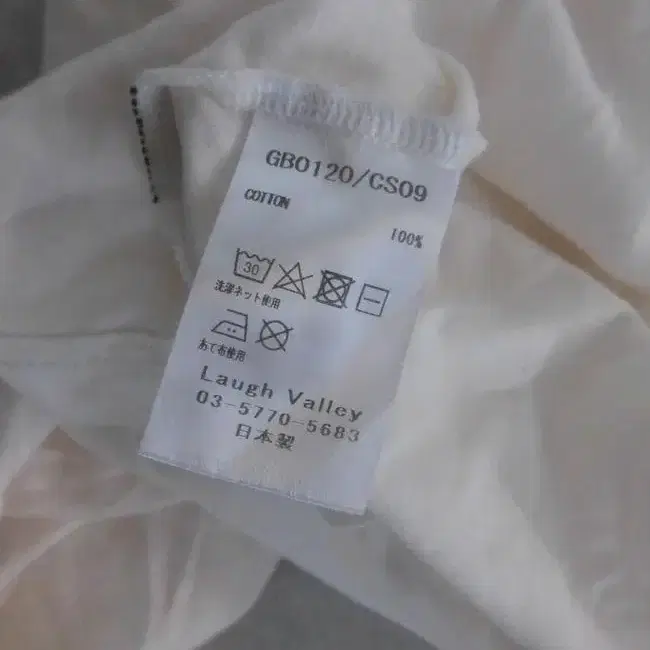 GB0120/CS09
COTTON
100%
30
洗濯ネット使用
あて布使用
Laugh Valley
03-5770-5683
日本製